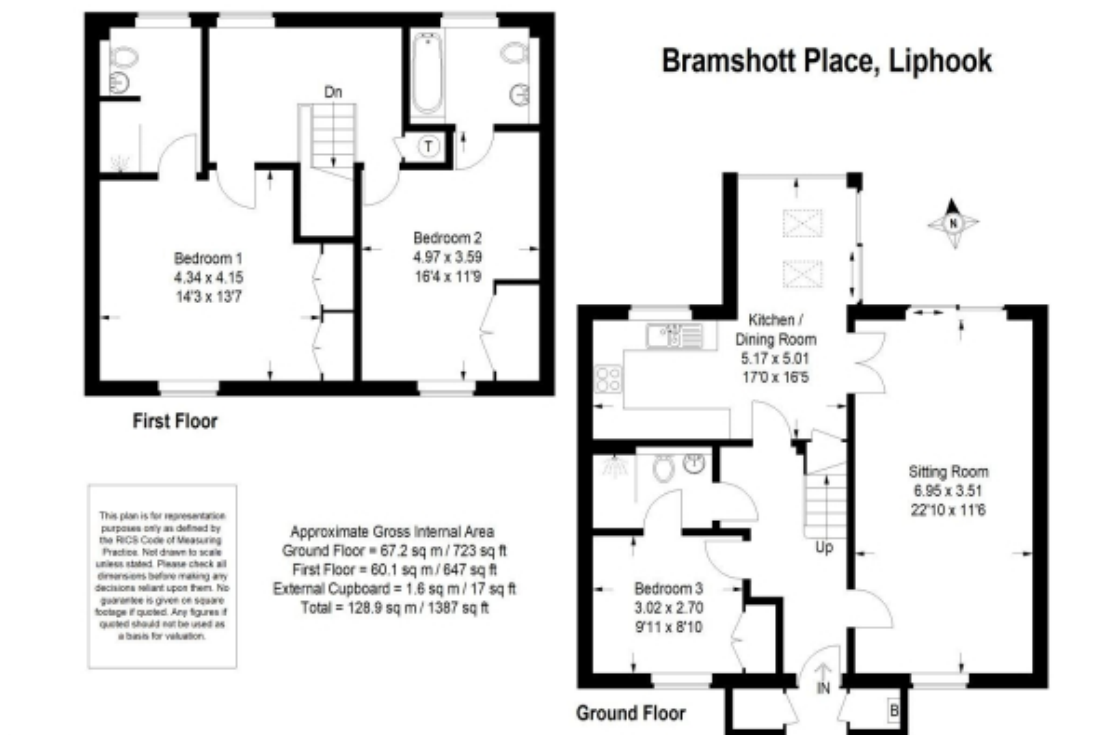 Bramshott Place, Liphook
Dn
T
Bedroom 1
4.34 x 4.15
14'3 x 13'7
Bedroom 2
4.97 x 3.59
16'4 x 11'9
First Floor
N
Kitchen /
Dining Room
5.17 x 5.01
17'0 x 16'5
Sitting Room
6.95 x 3.51
22'10 x 11'6
Up
Bedroom 3
3.02 x 2.70
9'11 x 8'10
IN
B
Ground Floor
This plan is for representation
purposes only as defined by
the RICS Code of Measuring
Practice. Not drawn to scale
unless stated. Please check all
dimensions before making any
decisions reliant upon them. No
guarantee is given on square
footage if quoted. Any figures if
quoted should not be used as
a basis for valuation.
Approximate Gross Internal Area
Ground Floor = 67.2 sq m / 723 sq ft
First Floor = 60.1 sq m / 647 sq ft
External Cupboard = 1.6 sq m / 17 sq ft
Total = 128.9 sq m / 1387 sq ft